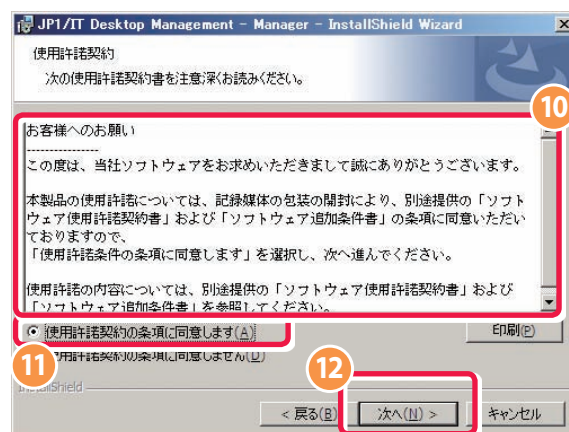 JP1/IT Desktop Management - Manager - InstallShield Wizard
使用許諾契約
次の使用許諾契約書を注意深くお読みください。
10
お客様へのお願い
---------------
この度は、当社ソフトウェアをお求めいただきまして誠にありがとうございます。
本製品の使用許諾については、記録媒体の包装の開封により、別途提供の「ソフト
ウェア使用許諾契約書」および「ソフトウェア追加条件書」の条項に同意いただい
ておりますので、
「使用許諾条件の条項に同意します」を選択し、次へ進んでください。
使用許諾の内容については、別途提供の「ソフトウェア使用許諾契約書」および
「ソフトウェア追加条件書」を参照してください。
使用許諾契約の条項に同意します(A)
印刷(P)
11
使用許諾契約の条項に同意しません(D)
12
InstallShield
< 戻る(B)
次へ(N) >
キャンセル